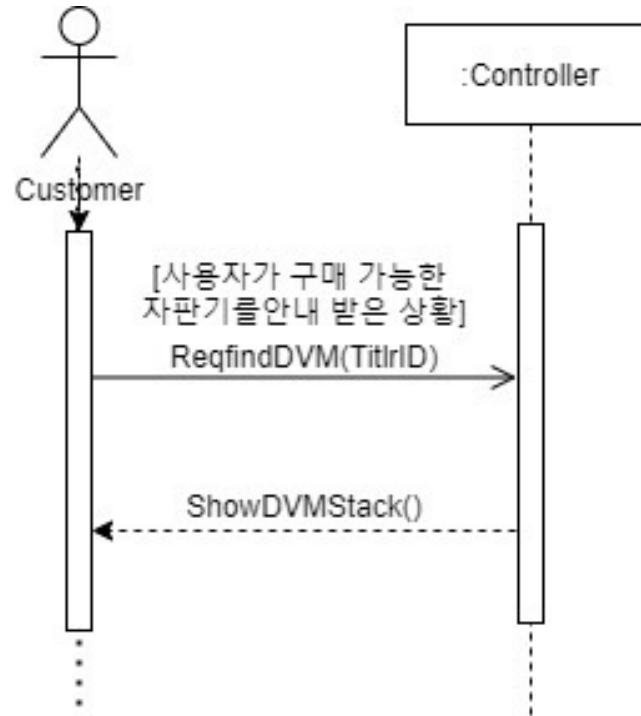 :Controller
Customer
[사용자가 구매 가능한
자판기를안내 받은 상황]
ReqfindDVM(TitlrID)
ShowDVMStack()